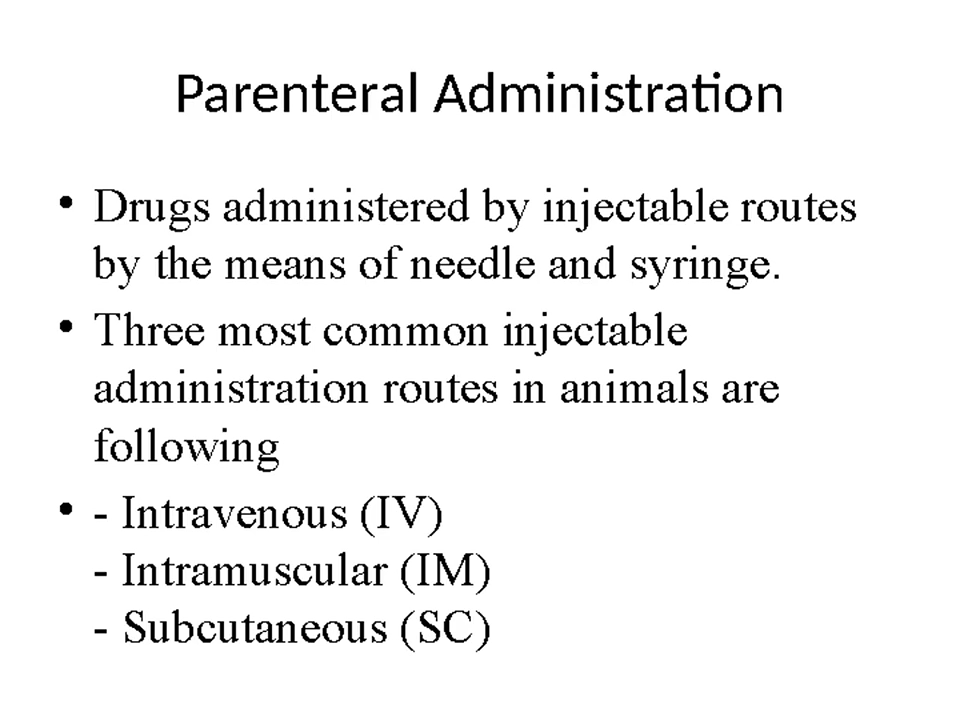 Parenteral Administration
• Drugs administered by injectable routes
by the means of needle and syringe.
• Three most common injectable
administration routes in animals are
following
• - Intravenous (IV)
- Intramuscular (IM)
- Subcutaneous (SC)